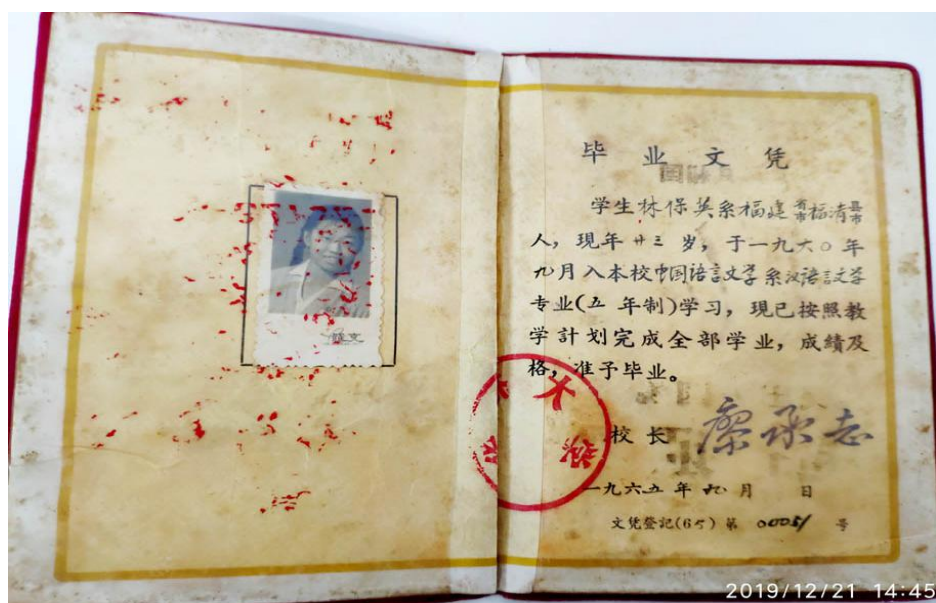 毕业文凭
学生林保英系福建省市福清县市
人，现年廿三岁，于一九六〇年
九月入本校中国语言文学系汉语言文学
专业(五年制)学习，現已按照教
学計划完成全部学业，成績及
格，准予毕业。
校长 廖承志
一九六五年九月 日
文凭登記(65)第 号
2019/12/21 14:45